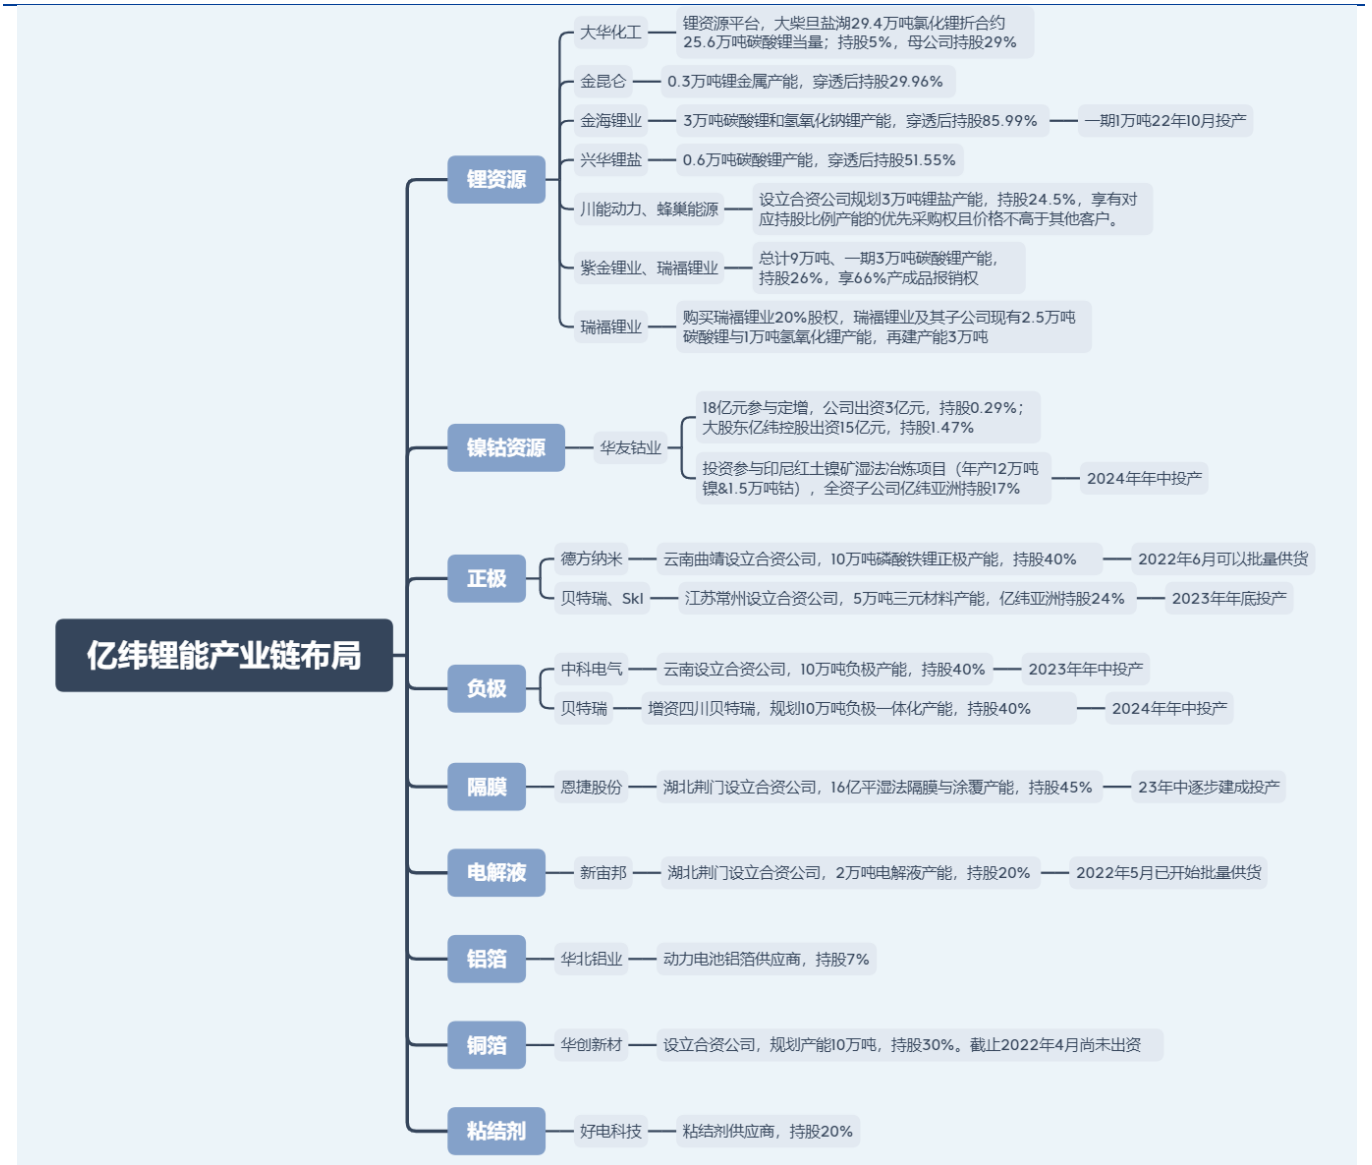 亿纬锂能产业链布局
锂资源
大华化工
锂资源平台，大柴旦盐湖29.4万吨氯化锂折合约
25.6万吨碳酸锂当量；持股5%，母公司持股29%
金昆仑
0.3万吨锂金属产能，穿透后持股29.96%
金海锂业
3万吨碳酸锂和氢氧化钠锂产能，穿透后持股85.99%
一期1万吨22年10月投产
兴华锂盐
0.6万吨碳酸锂产能，穿透后持股51.55%
川能动力、蜂巢能源
设立合资公司规划3万吨锂盐产能，持股24.5%，享有对
应持股比例产能的优先采购权且价格不高于其他客户。
紫金锂业、瑞福锂业
总计9万吨、一期3万吨碳酸锂产能，
持股26%，享66%产成品报销权
瑞福锂业
购买瑞福锂业20%股权，瑞福锂业及其子公司现有2.5万吨
碳酸锂与1万吨氢氧化锂产能，再建产能3万吨
镍钴资源
华友钴业
18亿元参与定增，公司出资3亿元，持股0.29%；
大股东亿纬控股出资15亿元，持股1.47%
投资参与印尼红土镍矿湿法冶炼项目（年产12万吨
镍&1.5万吨钴），全资子公司亿纬亚洲持股17%
2024年年中投产
正极
德方纳米
云南曲靖设立合资公司，10万吨磷酸铁锂正极产能，持股40%
2022年6月可以批量供货
贝特瑞、SkI
江苏常州设立合资公司，5万吨三元材料产能，亿纬亚洲持股24%
2023年年底投产
负极
中科电气
云南设立合资公司，10万吨负极产能，持股40%
2023年年中投产
贝特瑞
增资四川贝特瑞，规划10万吨负极一体化产能，持股40%
2024年年中投产
隔膜
恩捷股份
湖北荆门设立合资公司，16亿平湿法隔膜与涂覆产能，持股45%
23年中逐步建成投产
电解液
新宙邦
湖北荆门设立合资公司，2万吨电解液产能，持股20%
2022年5月已开始批量供货
铝箔
华北铝业
动力电池铝箔供应商，持股7%
铜箔
华创新材
设立合资公司，规划产能10万吨，持股30%。截止2022年4月尚未出资
粘结剂
好电科技
粘结剂供应商，持股20%